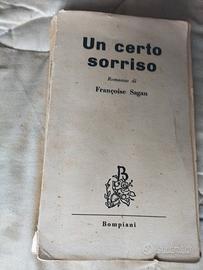 Un certo
sorriso
Romanzo di
Françoise Sagan
B
Bompiani